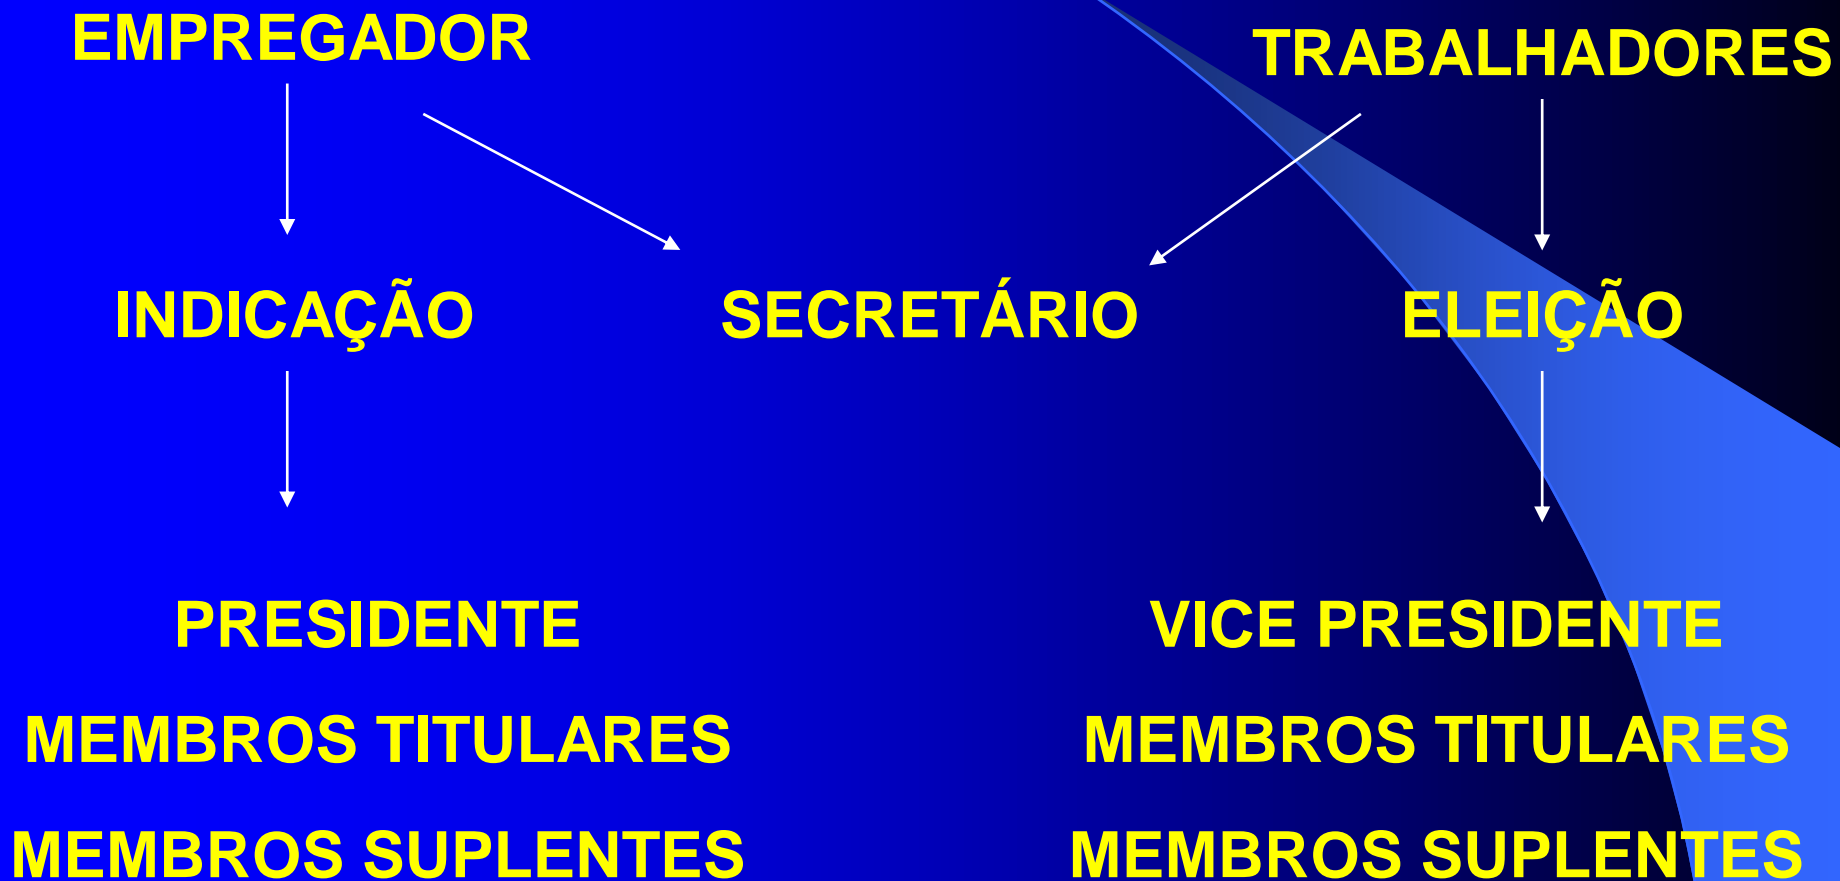 EMPREGADOR
TRABALHADORES
INDICAÇÃO
SECRETÁRIO
ELEIÇÃO
PRESIDENTE
VICE PRESIDENTE
MEMBROS TITULARES
MEMBROS TITULARES
MEMBROS SUPLENTES
MEMBROS SUPLENTES